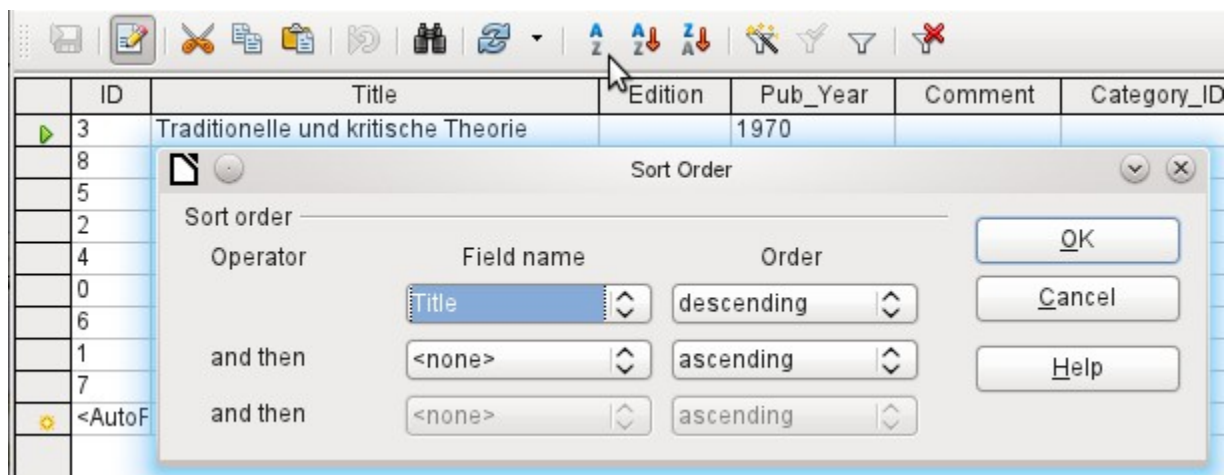 ID Title Edition Pub_Year Comment Category_ID
3 Traditionelle und kritische Theorie 1970
8
5
2
4
0
6
1
7
<AutoF
Sort Order
Sort order
Operator Field name Order
Title descending
and then <none> ascending
and then <none> ascending
OK
Cancel
Help